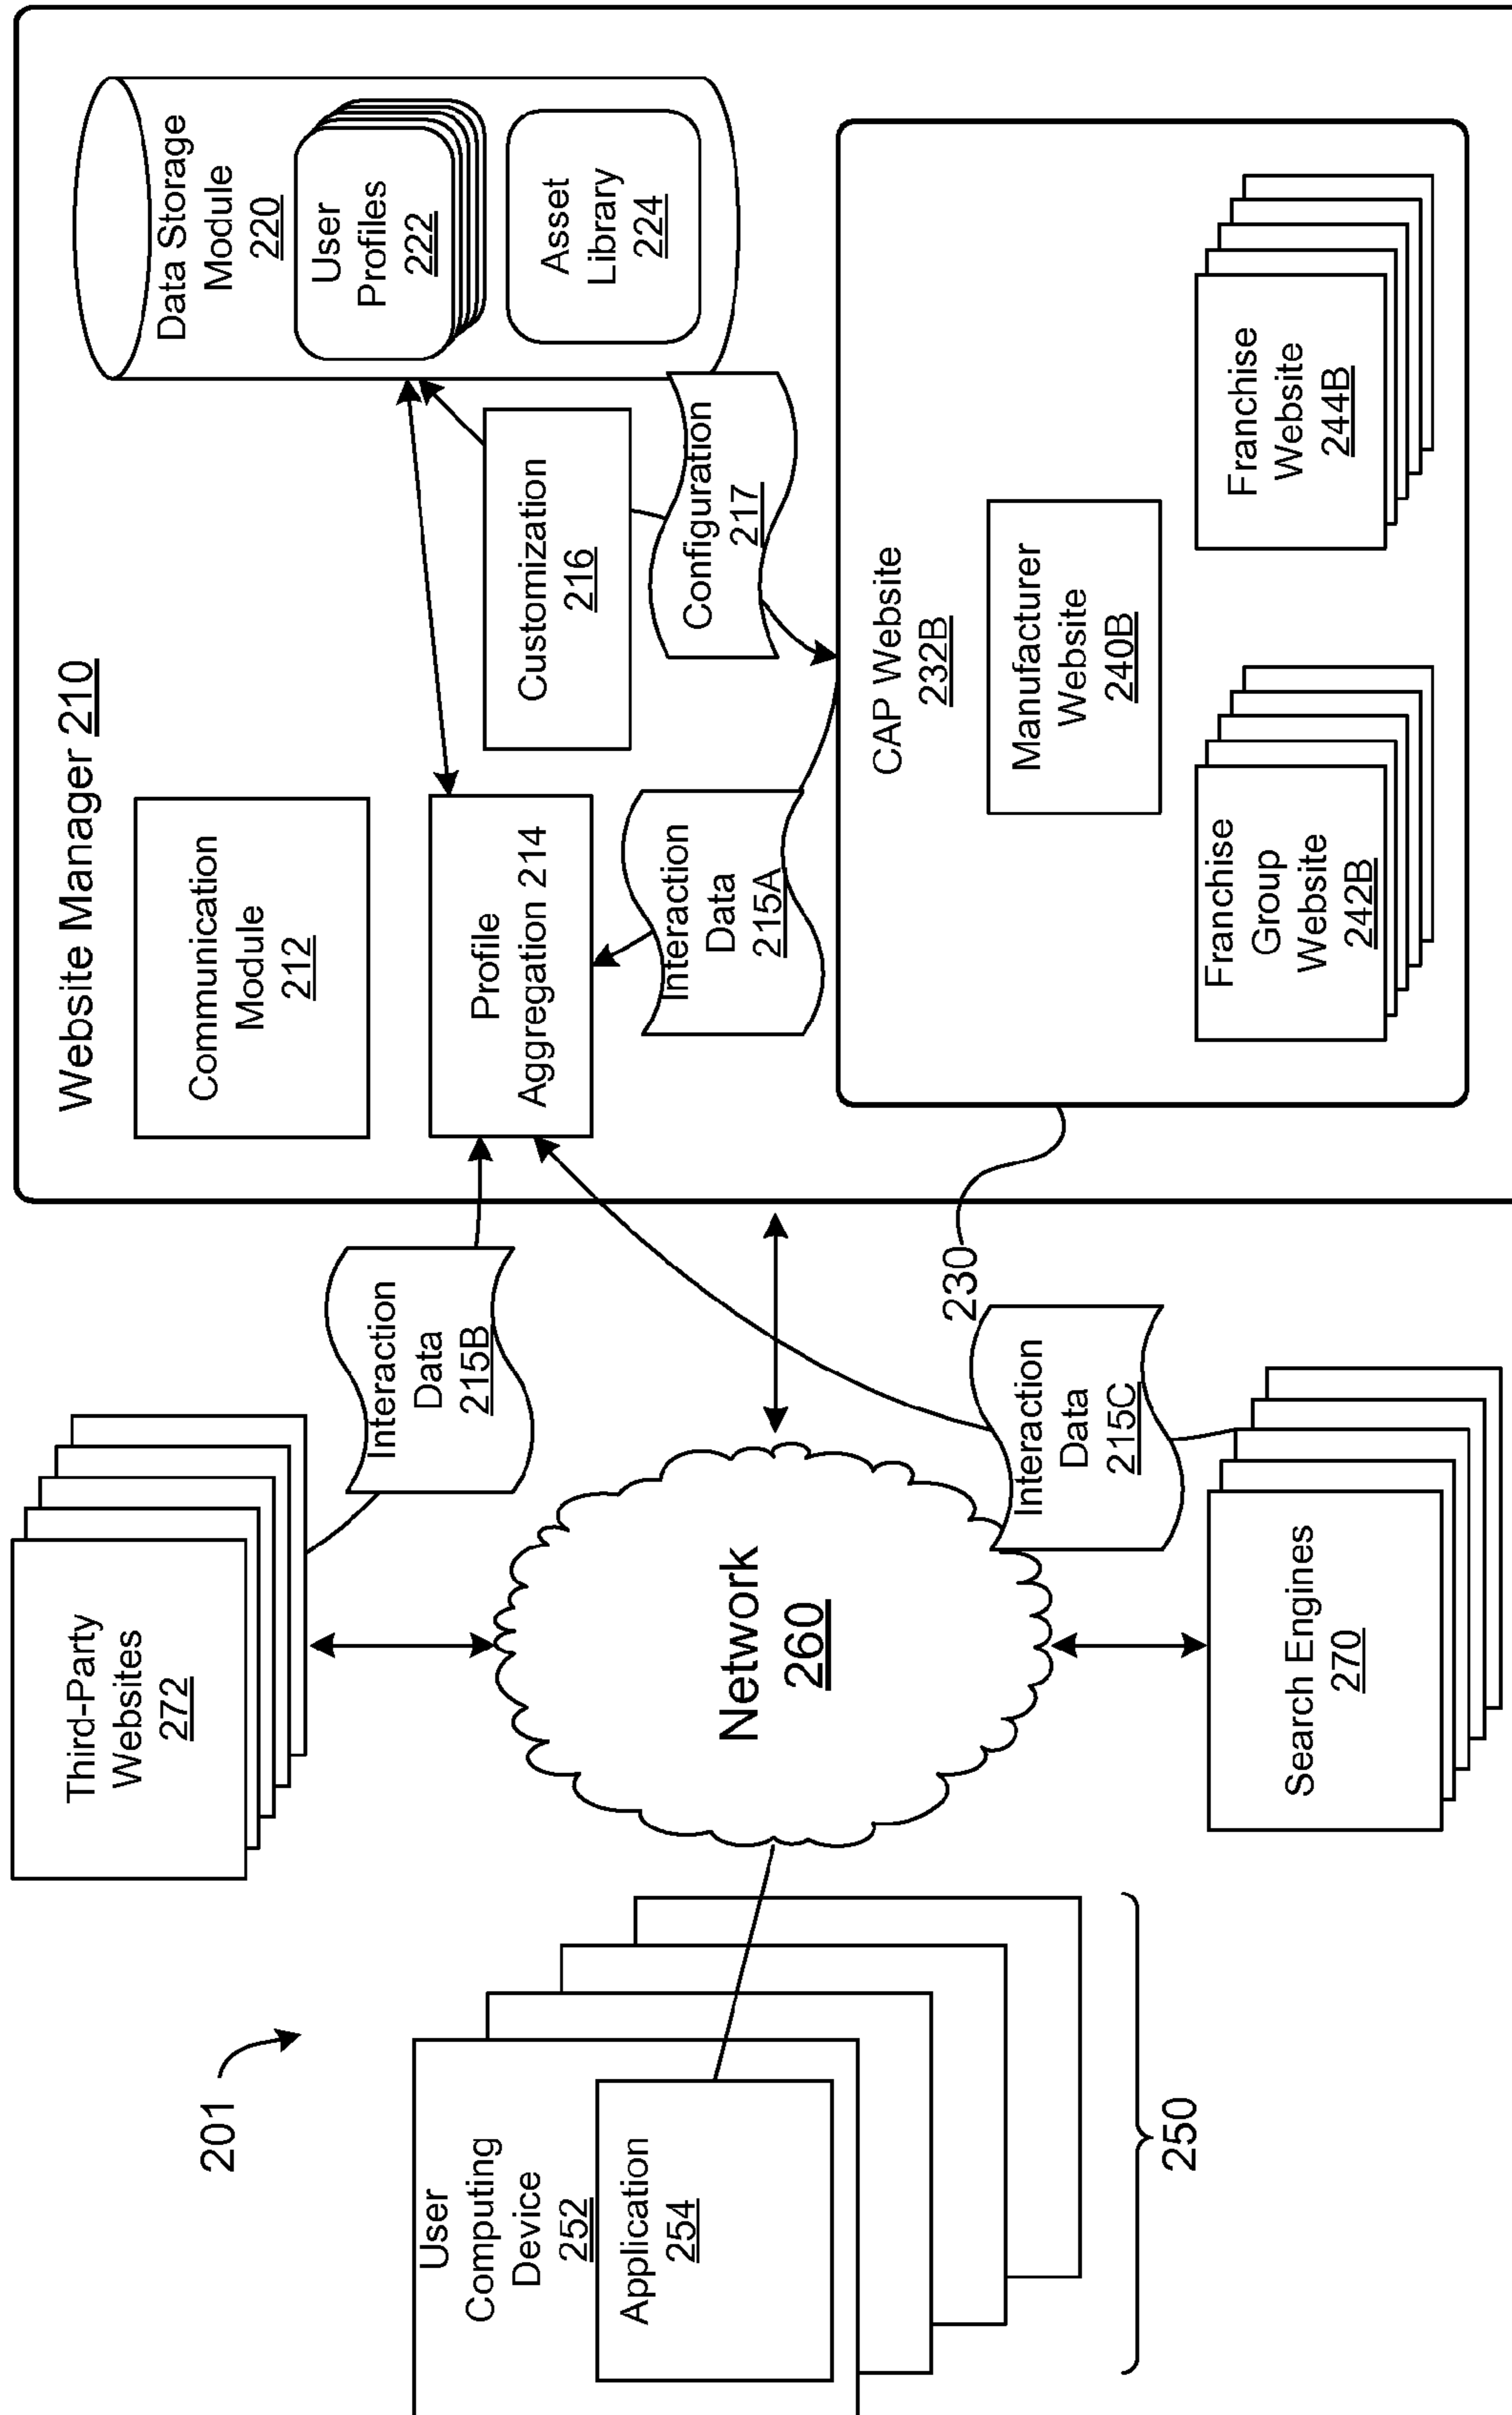 201
User
Computing
Device
252
Application
254
250
Third-Party
Websites
272
Network
260
Search Engines
270
Interaction
Data
215B
Interaction
Data
215C
230
Website Manager 210
Communication
Module
212
Profile
Aggregation 214
Interaction
Data
215A
Customization
216
Configuration
217
Data Storage
Module
220
User
Profiles
222
Asset
Library
224
CAP Website
232B
Manufacturer
Website
240B
Franchise
Group
Website
242B
Franchise
Website
244B